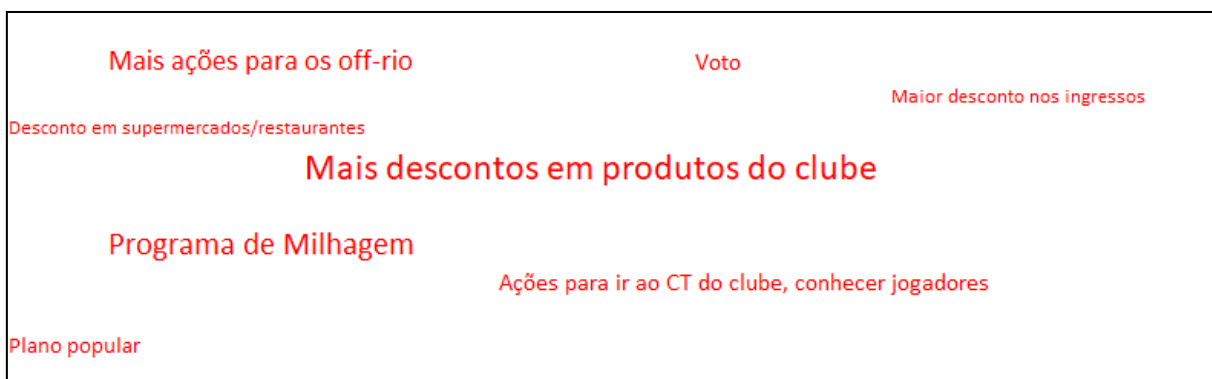 Mais ações para os off-rio
Voto
Maior desconto nos ingressos
Desconto em supermercados/restaurantes
Mais descontos em produtos do clube
Programa de Milhagem
Ações para ir ao CT do clube, conhecer jogadores
Plano popular